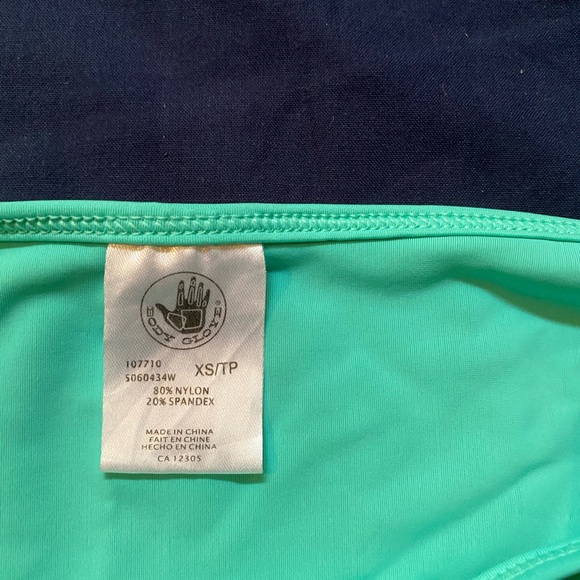 BODY GLOVE®
107710
5060434W
XS/TP
80% NYLON
20% SPANDEX
MADE IN CHINA
FAIT EN CHINE
HECHO EN CHINA
CA 12305